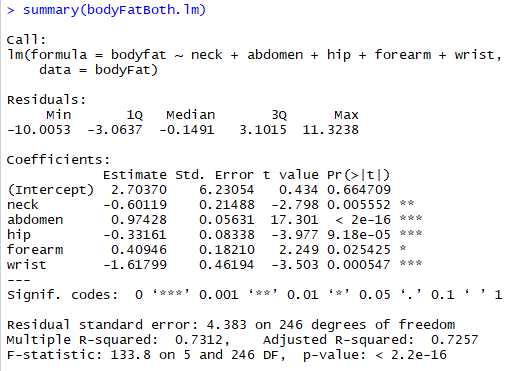 > summary(bodyFatBoth.lm)
Call:
lm(formula = bodyfat ~ neck + abdomen + hip + forearm + wrist,
    data = bodyFat)
Residuals:
     Min       1Q   Median       3Q      Max
-10.0053  -3.0637  -0.1491   3.1015  11.3238
Coefficients:
            Estimate Std. Error t value Pr(>|t|)
(Intercept)  2.70370    6.23054   0.434 0.664709
neck        -0.60119    0.21488  -2.798 0.005552 **
abdomen      0.97428    0.05631  17.301  < 2e-16 ***
hip         -0.33161    0.08338  -3.977 9.18e-05 ***
forearm      0.40946    0.18210   2.249 0.025425 *
wrist       -1.61799    0.46194  -3.503 0.000547 ***
---
Signif. codes:  0 ‘***’ 0.001 ‘**’ 0.01 ‘*’ 0.05 ‘.’ 0.1 ‘ ’ 1
Residual standard error: 4.383 on 246 degrees of freedom
Multiple R-squared:  0.7312,    Adjusted R-squared:  0.7257
F-statistic: 133.8 on 5 and 246 DF,  p-value: < 2.2e-16